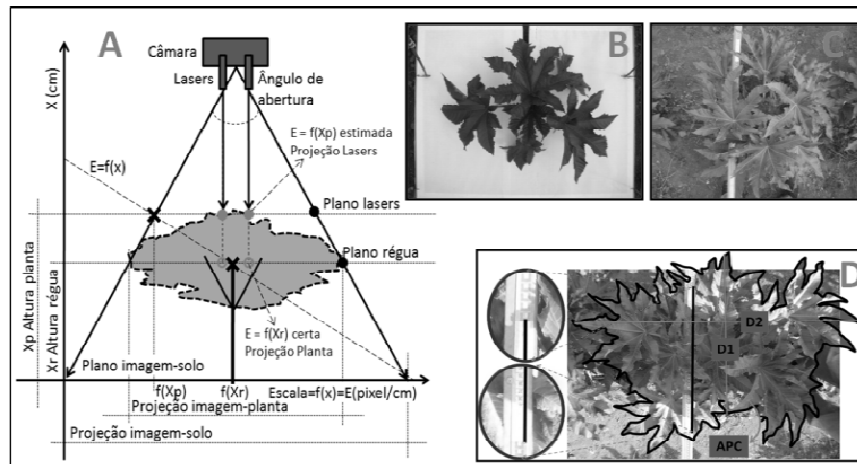 A
Câmara
Lasers
Ângulo de
abertura
X (cm)
E = f(Xp) estimada
Projeção Lasers
E=f(x)
Plano lasers
Plano régua
Xp Altura planta
Xr Altura régua
E = f(Xr) certa
Projeção Planta
Plano imagem-solo
f(Xp)
f(Xr)
Escala=f(x)=E(pixel/cm)
Projeção imagem-planta
Projeção imagem-solo
B
C
D
D2
D1
APC